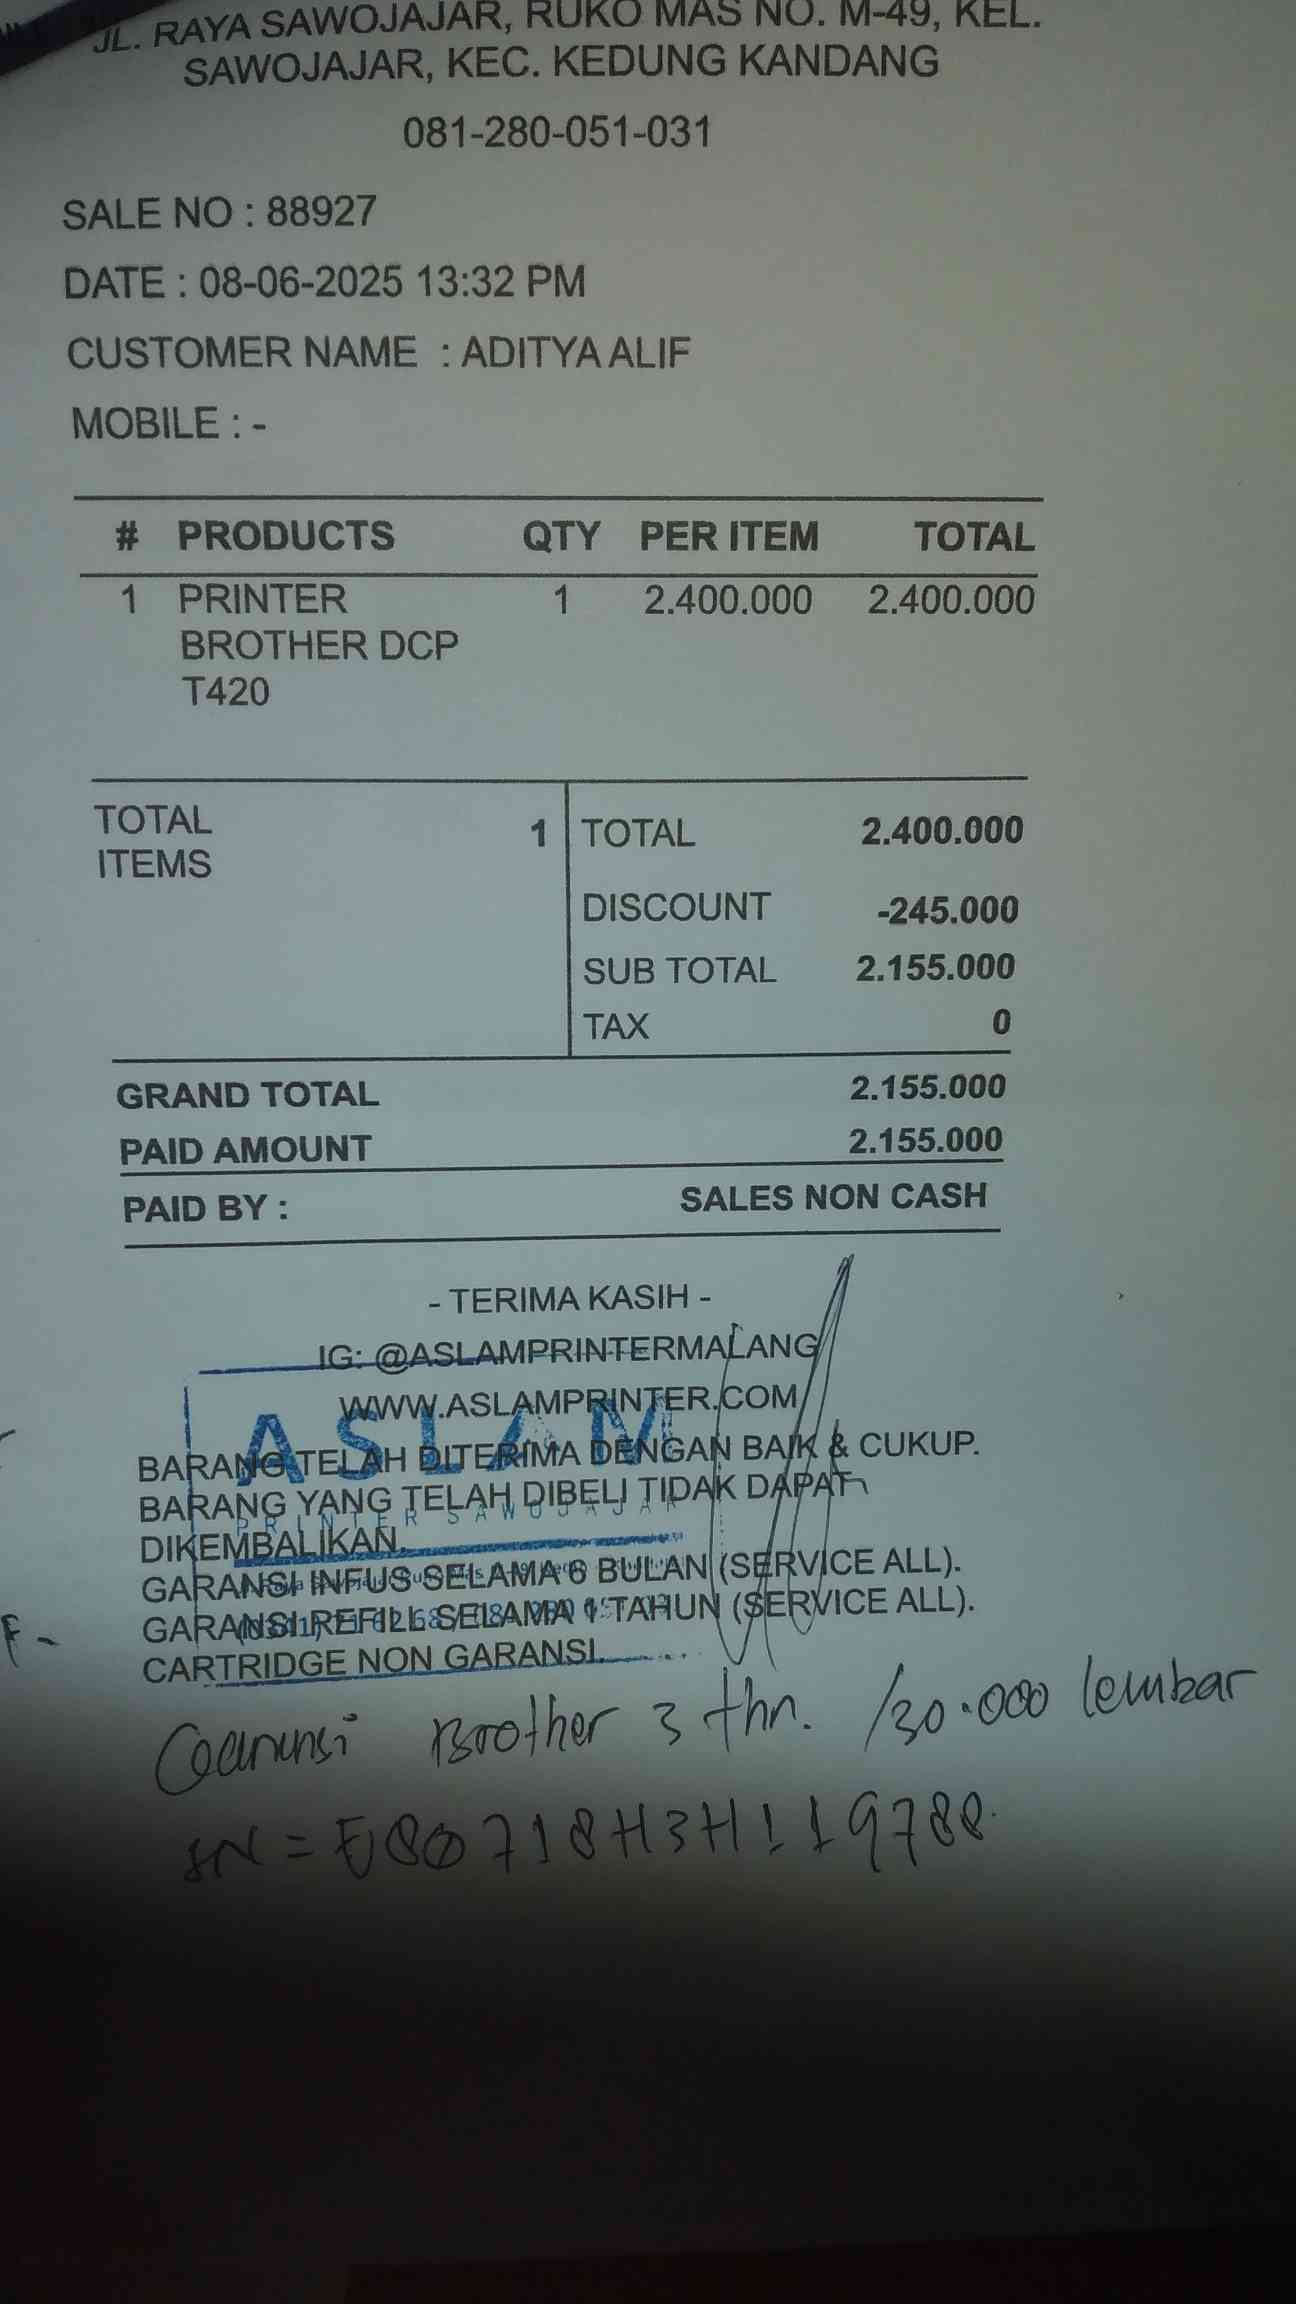 JL. RAYA SAWOJAJAR, RUKO MAS NO. M-49, KEL.
SAWOJAJAR, KEC. KEDUNG KANDANG
081-280-051-031
SALE NO : 88927
DATE : 08-06-2025 13:32 PM
CUSTOMER NAME : ADITYA ALIF
MOBILE : -
# PRODUCTS QTY PER ITEM TOTAL
1 PRINTER 1 2.400.000 2.400.000
BROTHER DCP
T420
TOTAL 1 TOTAL 2.400.000
ITEMS
DISCOUNT -245.000
SUB TOTAL 2.155.000
TAX 0
GRAND TOTAL 2.155.000
PAID AMOUNT 2.155.000
PAID BY : SALES NON CASH
- TERIMA KASIH -
IG: @ASLAMPRINTERMALANG
WWW.ASLAMPRINTER.COM
ASLAM
BARANG TELAH DITERIMA DENGAN BAIK & CUKUP.
BARANG YANG TELAH DIBELI TIDAK DAPAT
PRINTER SAWOJAJAR
DIKEMBALIKAN.
GARANSI INFUS SELAMA 6 BULAN (SERVICE ALL).
GARANSI REFILL SELAMA 1 TAHUN (SERVICE ALL).
CARTRIDGE NON GARANSI.
Garansi Brother 3 thn. /30.000 lembar
SN = E80718H3H119788